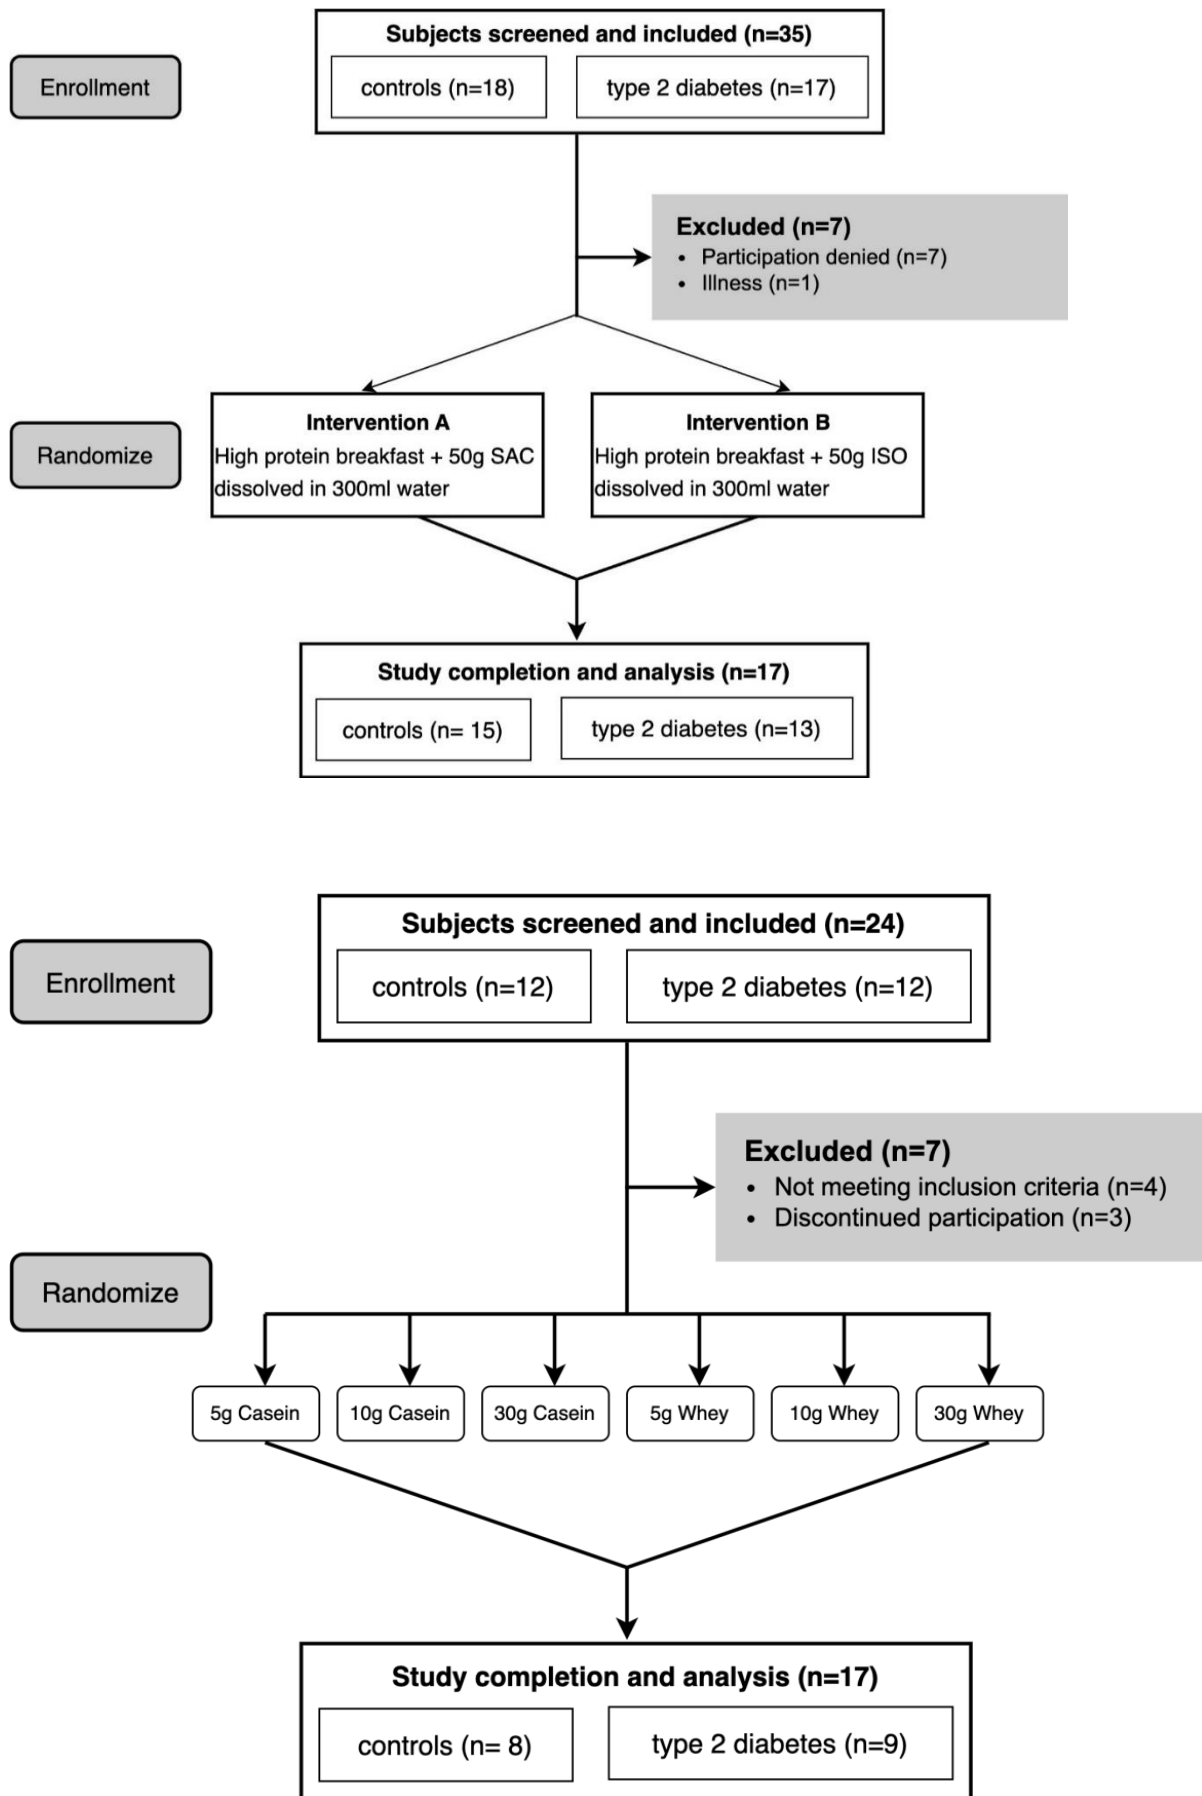 Subjects screened and included (n=35)
Enrollment
controls (n=18)
type 2 diabetes (n=17)
Excluded (n=7)
• Participation denied (n=7)
• Illness (n=1)
Randomize
Intervention A
High protein breakfast + 50g SAC
dissolved in 300ml water
Intervention B
High protein breakfast + 50g ISO
dissolved in 300ml water
Study completion and analysis (n=17)
controls (n= 15)
type 2 diabetes (n=13)
Subjects screened and included (n=24)
Enrollment
controls (n=12)
type 2 diabetes (n=12)
Excluded (n=7)
• Not meeting inclusion criteria (n=4)
• Discontinued participation (n=3)
Randomize
5g Casein
10g Casein
30g Casein
5g Whey
10g Whey
30g Whey
Study completion and analysis (n=17)
controls (n= 8)
type 2 diabetes (n=9)